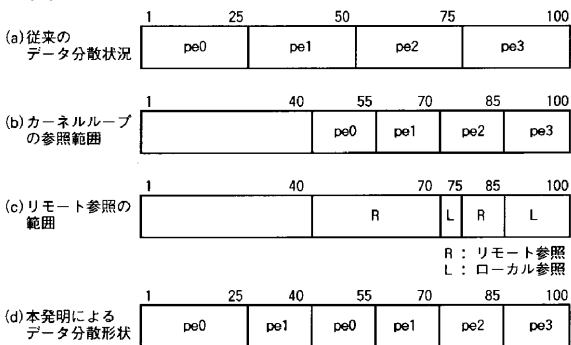 1 25 50 75 100
(a)従来の
データ分散状況
pe0 pe1 pe2 pe3
1 40 55 70 85 100
(b)カーネルループ
の参照範囲
pe0 pe1 pe2 pe3
1 40 70 75 85 100
(c)リモート参照の
範囲
R L R L
R : リモート参照
L : ローカル参照
1 25 40 55 70 85 100
(d)本発明による
データ分散形状
pe0 pe1 pe0 pe1 pe2 pe3